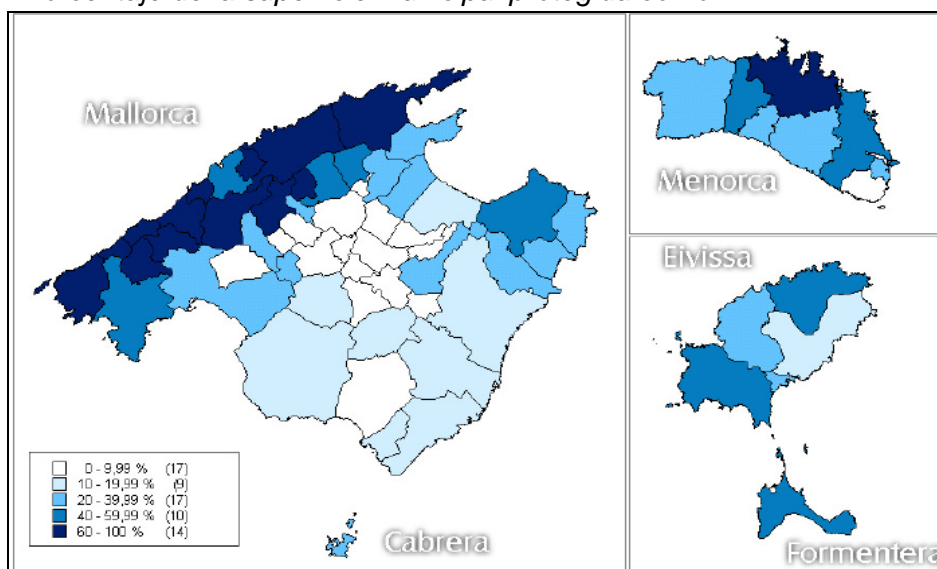 Mallorca
Menorca
Eivissa
0 - 9,99 % (17)
10 - 19,99 % (9)
20 - 39,99 % (17)
40 - 59,99 % (10)
60 - 100 % (14)
Cabrera
Formentera